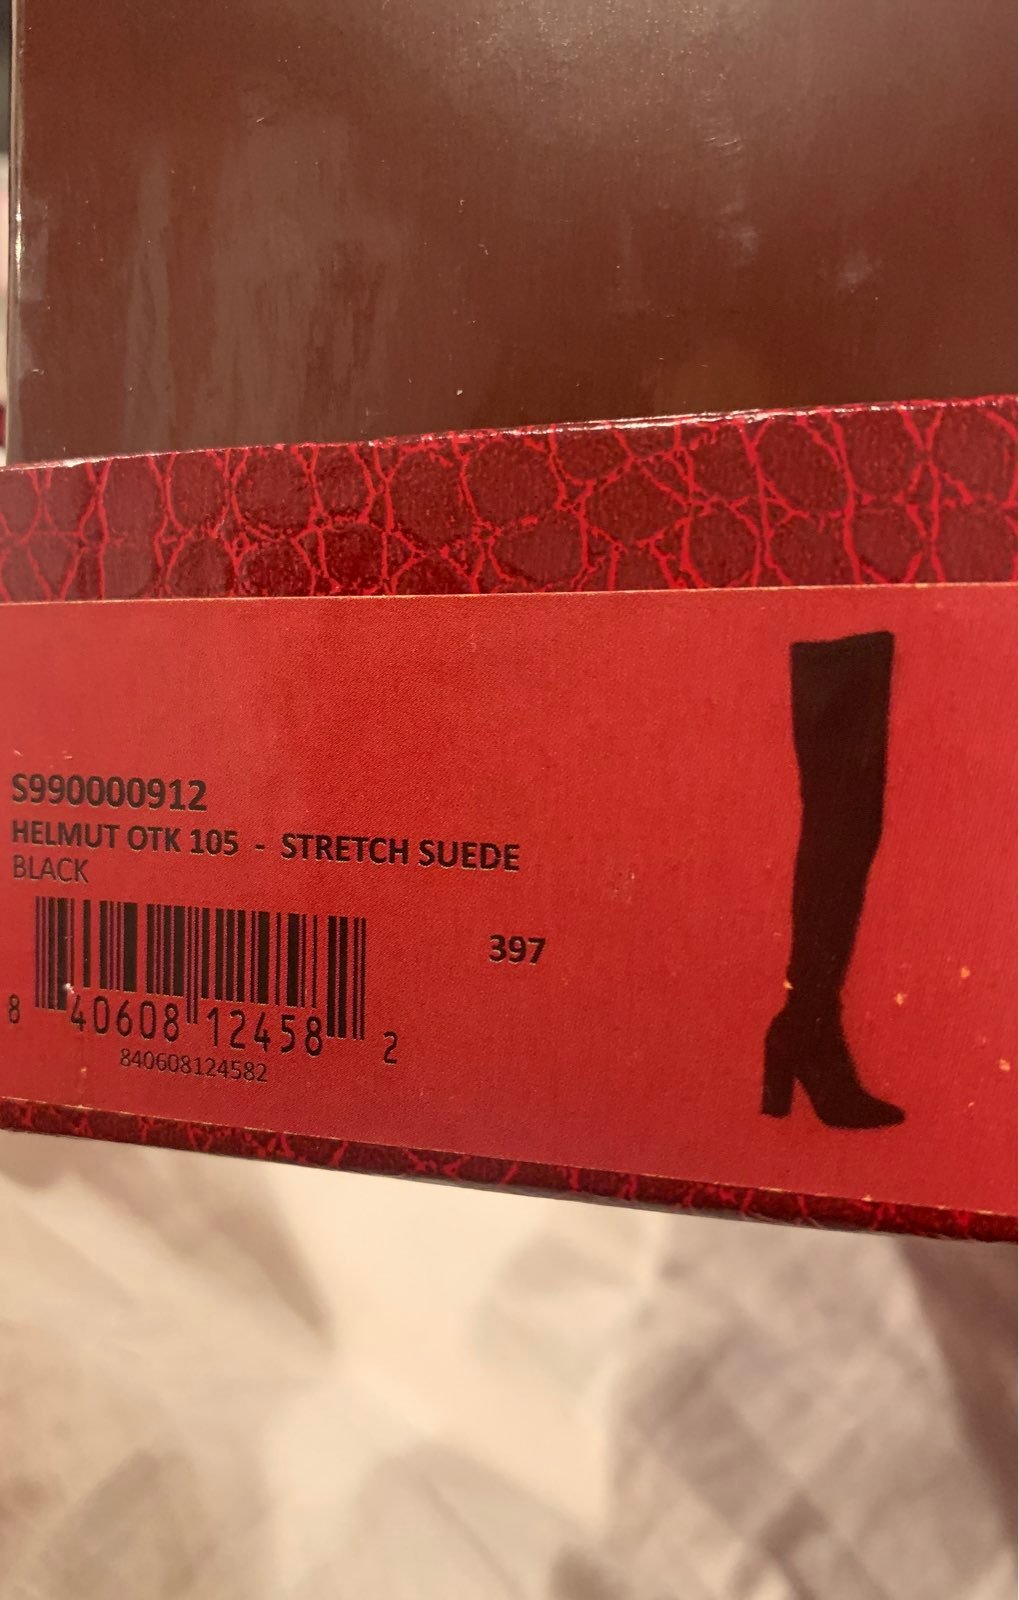 S990000912
HELMUT OTK 105 - STRETCH SUEDE
BLACK
397
8 40608 12458 2
840608124582